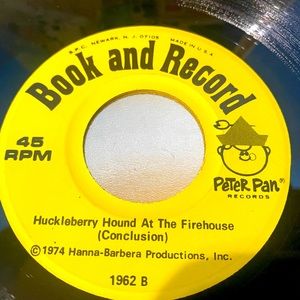 S.P.C. NEWARK, N.J. 07105 MADE IN U.S.A.
Book and Record
45
RPM
PETER PAN
RECORDS
Huckleberry Hound At The Firehouse
(Conclusion)
©1974 Hanna-Barbera Productions, Inc.
1962 B